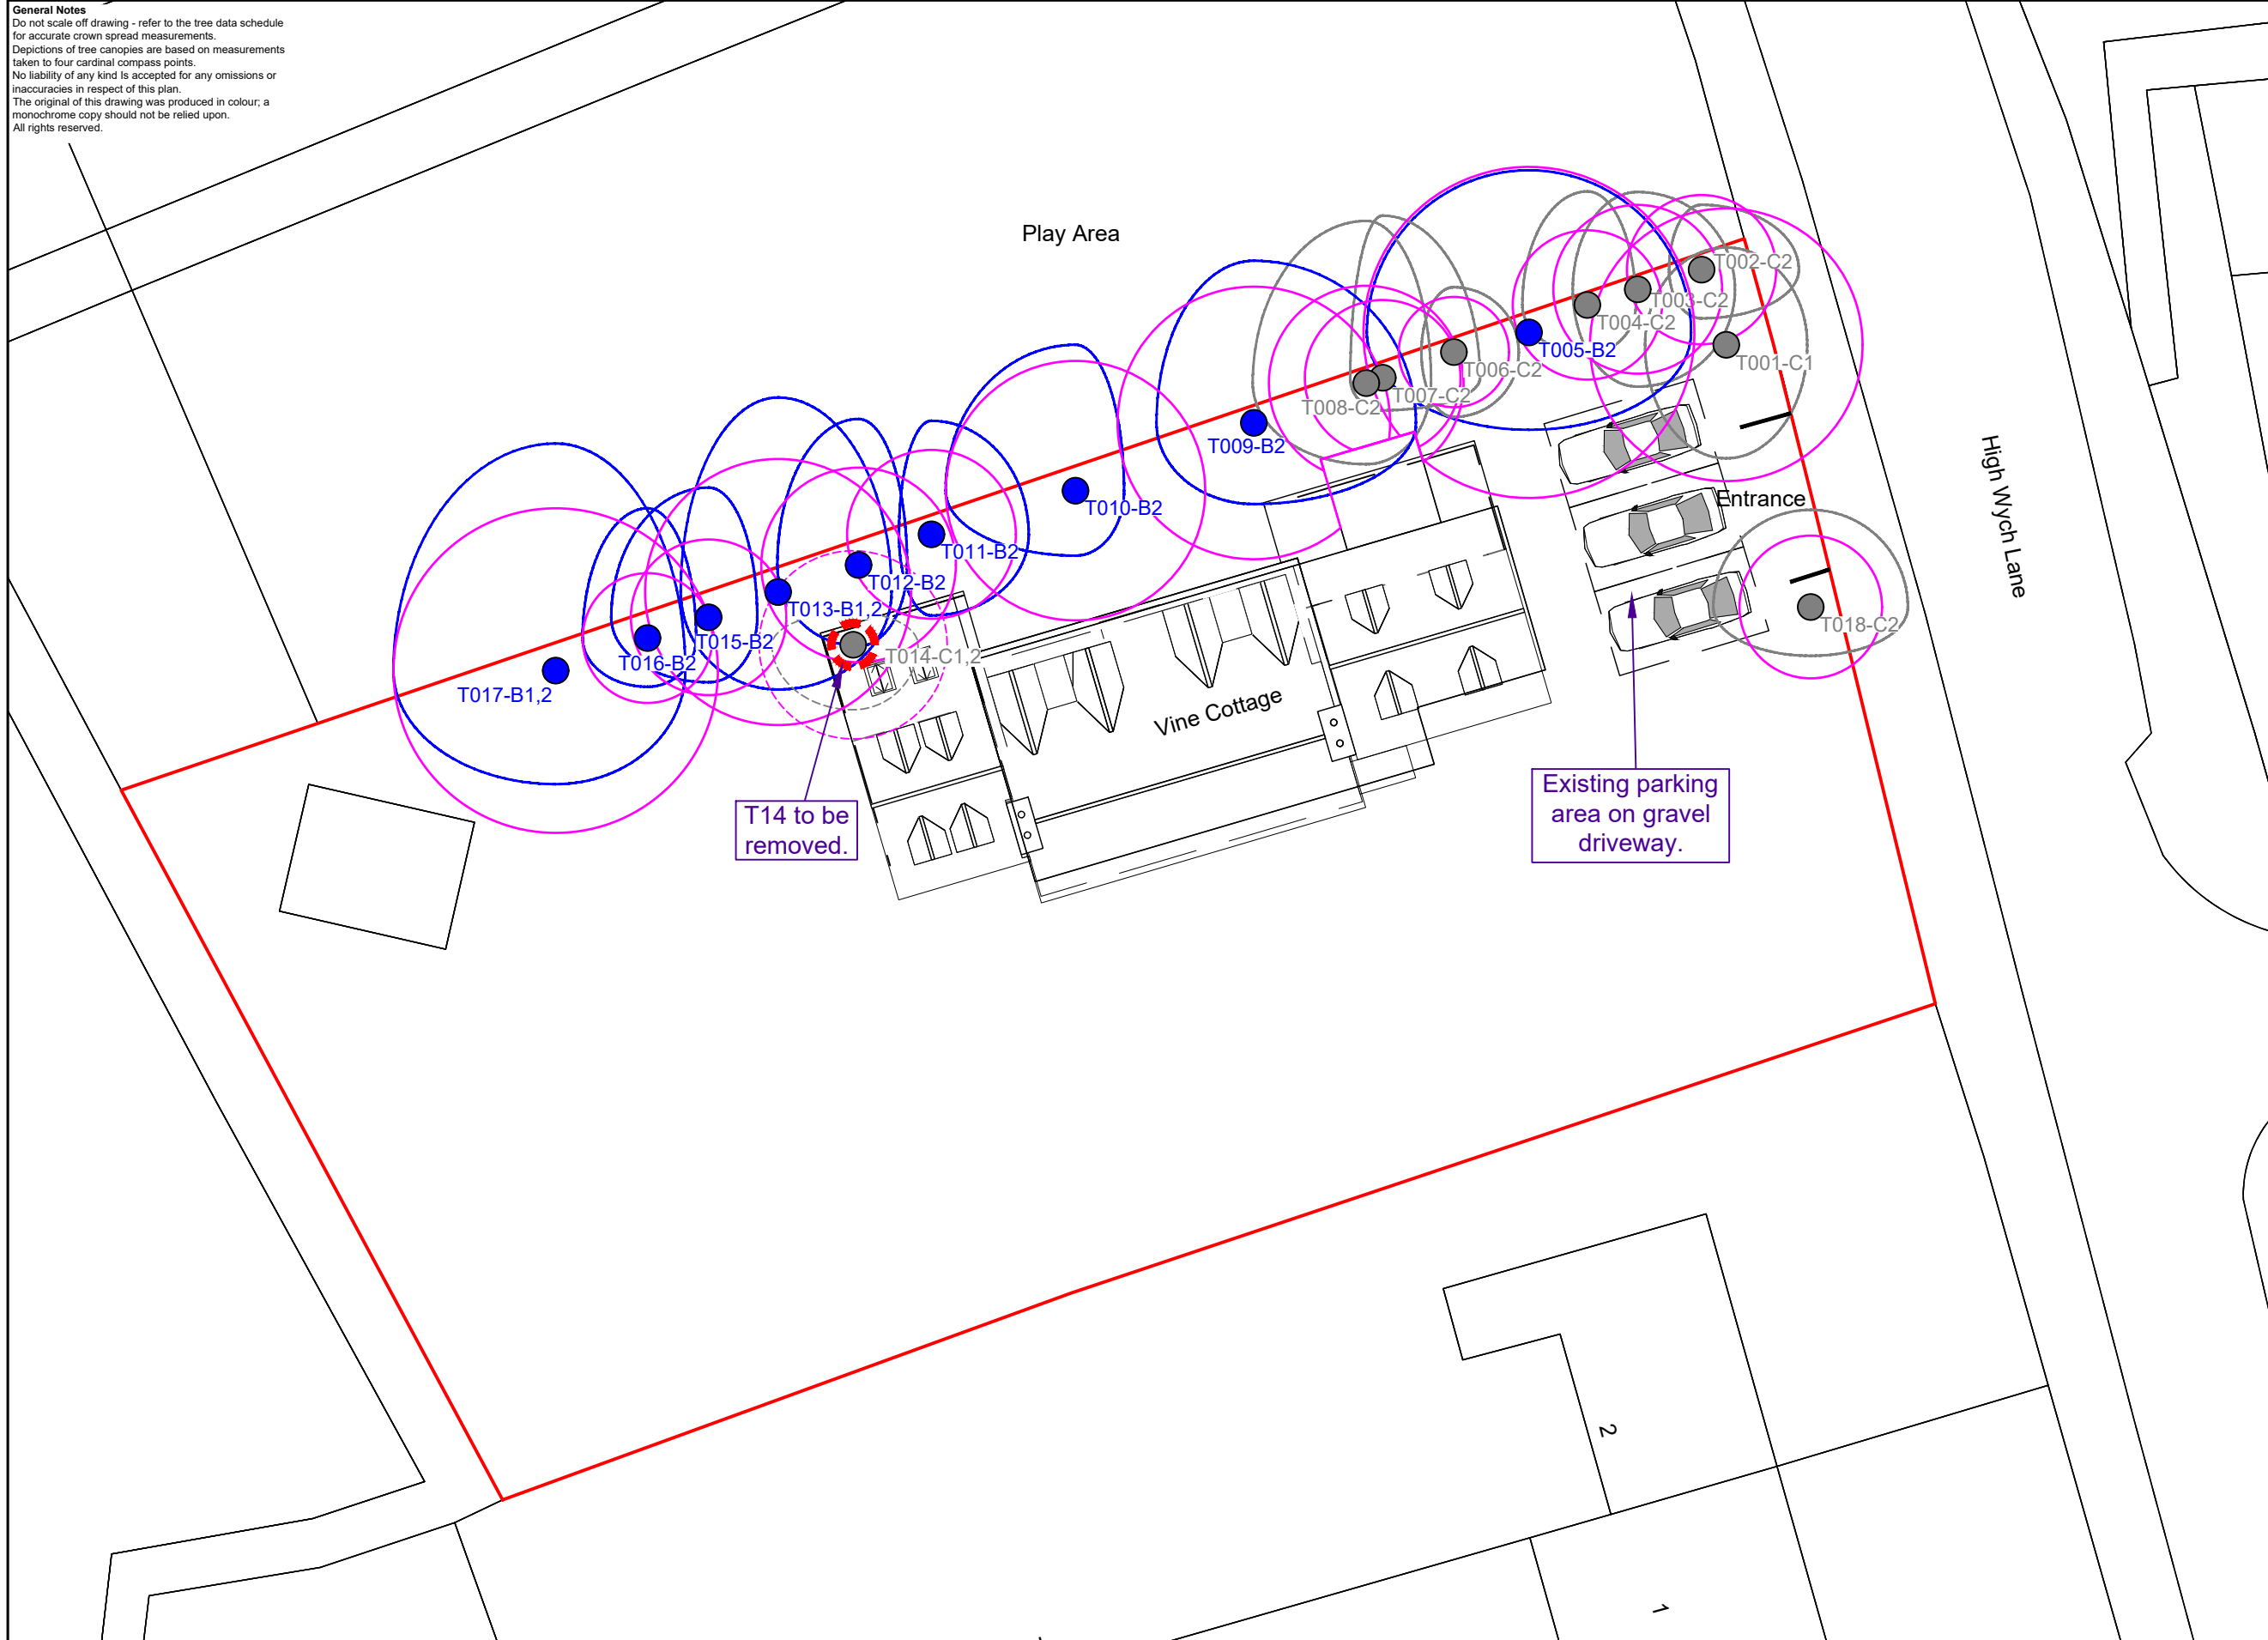 General Notes
Do not scale off drawing - refer to the tree data schedule
for accurate crown spread measurements.
Depictions of tree canopies are based on measurements
taken to four cardinal compass points.
No liability of any kind Is accepted for any omissions or
inaccuracies in respect of this plan.
The original of this drawing was produced in colour; a
monochrome copy should not be relied upon.
All rights reserved.
Play Area
T002-C2
T003-C2
T004-C2
T005-B2
T001-C1
T006-C2
T007-C2
T008-C2
T009-B2
T010-B2
T011-B2
T012-B2
T013-B1,2
T014-C1,2
T015-B2
T016-B2
T017-B1,2
T018-C2
Entrance
High Wych Lane
Vine Cottage
T14 to be
removed.
Existing parking
area on gravel
driveway.
2
1